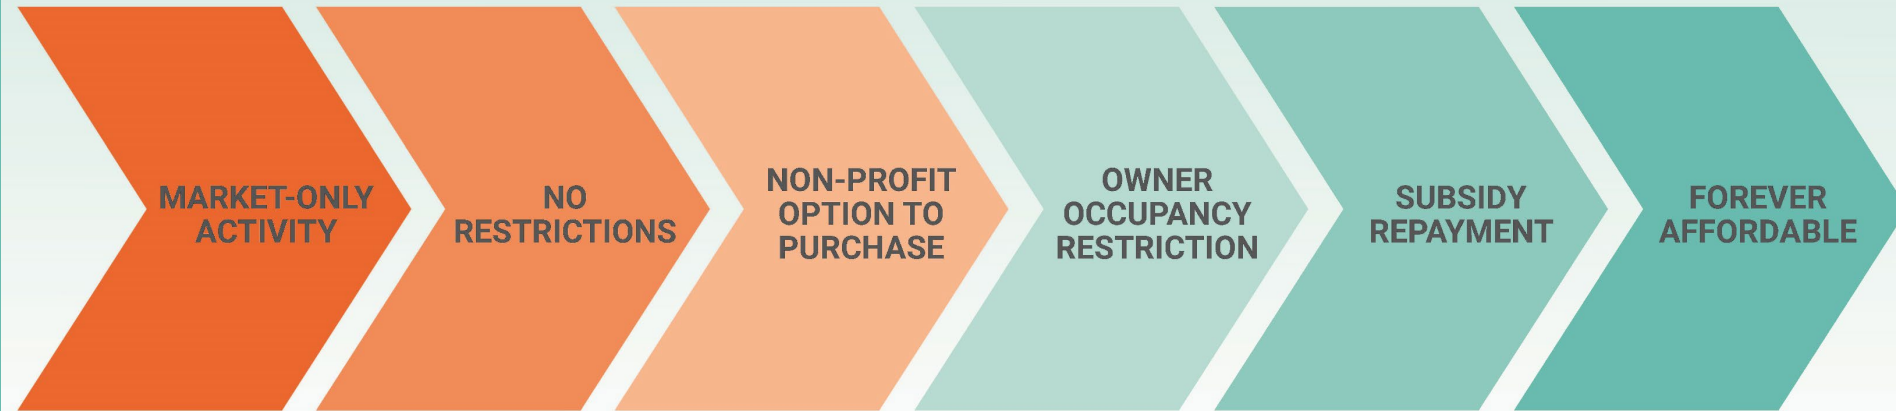 MARKET-ONLY
ACTIVITY
NO
RESTRICTIONS
NON-PROFIT
OPTION TO
PURCHASE
OWNER
OCCUPANCY
RESTRICTION
SUBSIDY
REPAYMENT
FOREVER
AFFORDABLE